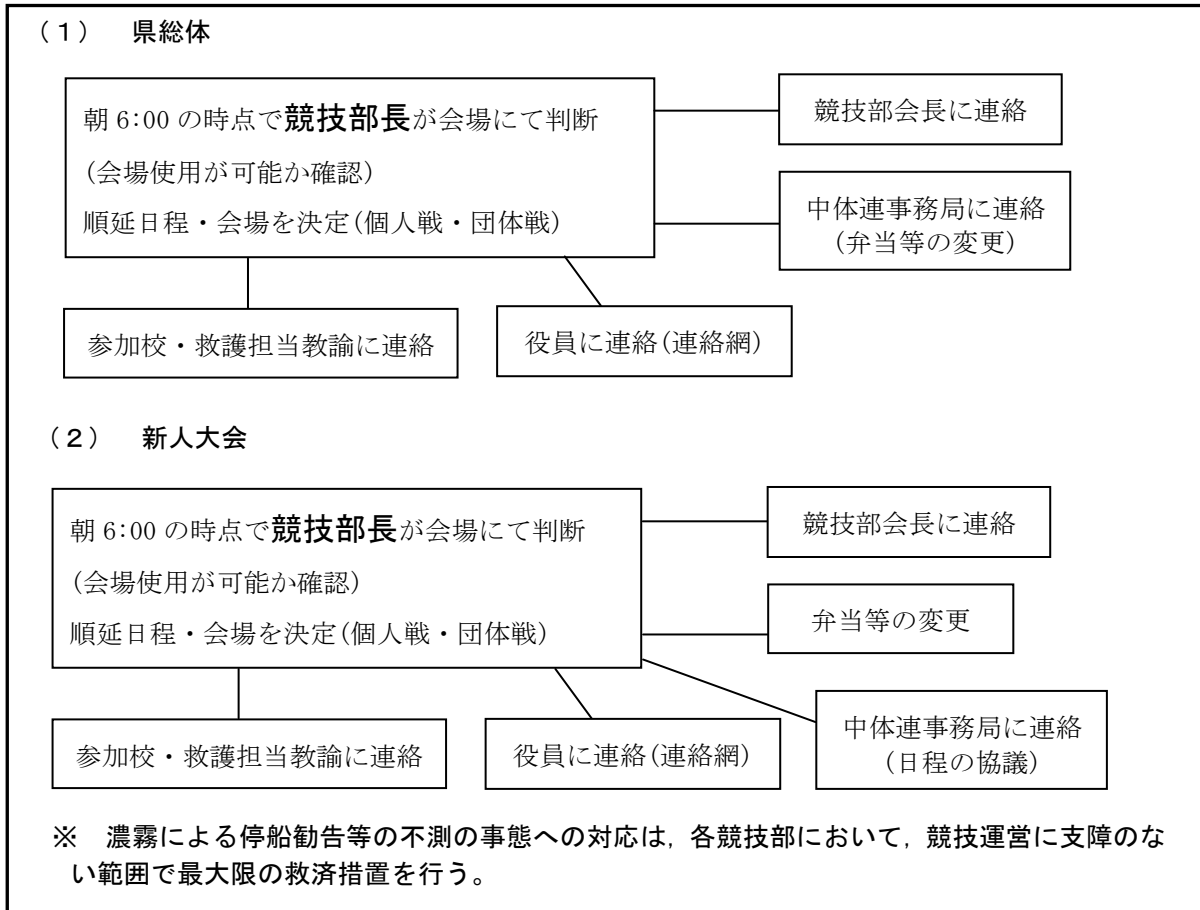 （１）　県総体
朝 6:00 の時点で競技部長が会場にて判断
(会場使用が可能か確認)
順延日程・会場を決定(個人戦・団体戦)
競技部会長に連絡
中体連事務局に連絡
(弁当等の変更)
参加校・救護担当教諭に連絡
役員に連絡(連絡網)
（２）　新人大会
朝 6:00 の時点で競技部長が会場にて判断
(会場使用が可能か確認)
順延日程・会場を決定(個人戦・団体戦)
競技部会長に連絡
弁当等の変更
中体連事務局に連絡
(日程の協議)
参加校・救護担当教諭に連絡
役員に連絡(連絡網)
※　濃霧による停船勧告等の不測の事態への対応は，各競技部において，競技運営に支障のな
い範囲で最大限の救済措置を行う。